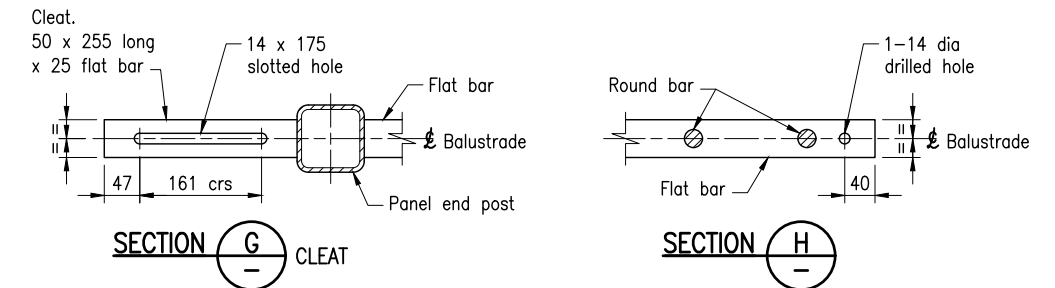 Cleat.
50 x 255 long
x 25 flat bar
14 x 175
slotted hole
Flat bar
=
=
℄ Balustrade
47
161 crs
Panel end post
SECTION G
–
CLEAT
1-14 dia
drilled hole
Round bar
=
=
℄ Balustrade
Flat bar
40
SECTION H
–